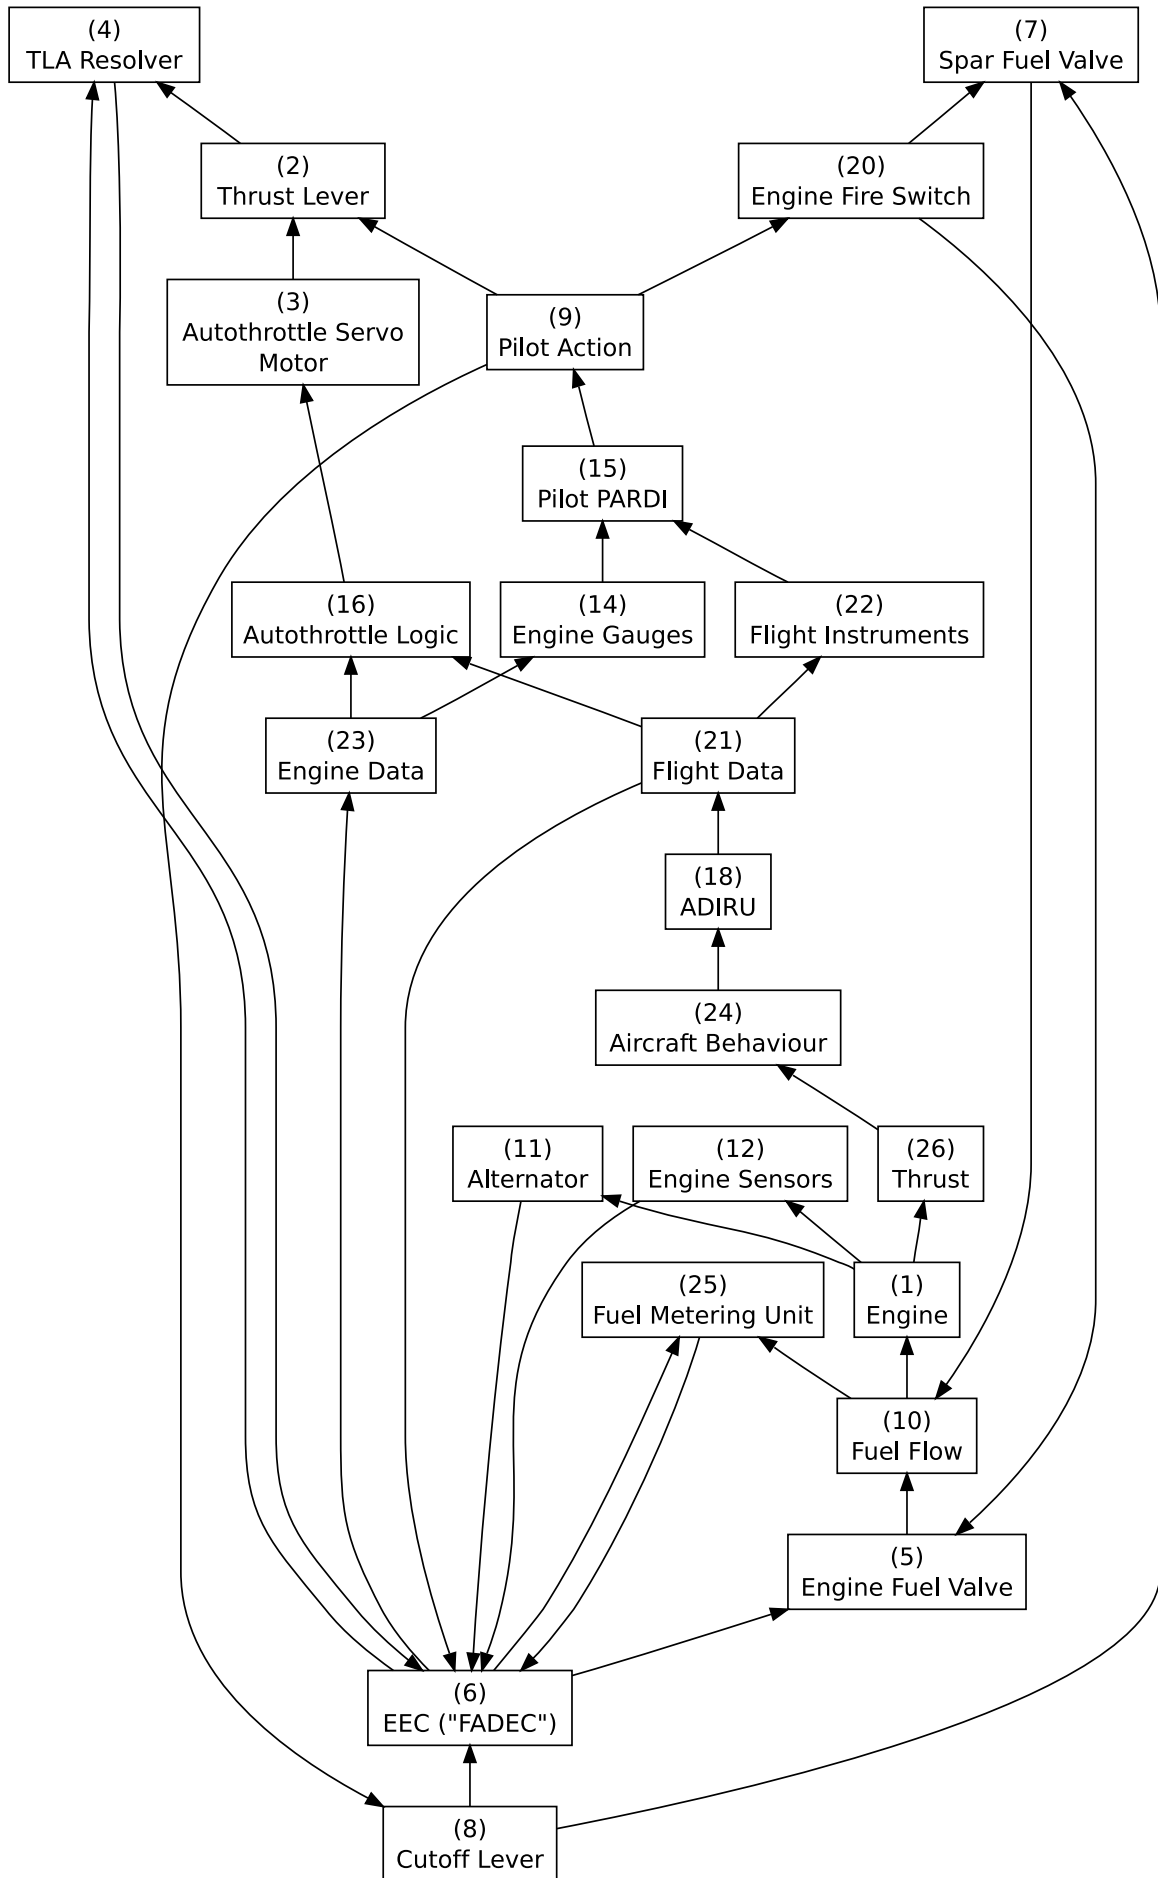 (4)
TLA Resolver
(7)
Spar Fuel Valve
(2)
Thrust Lever
(20)
Engine Fire Switch
(3)
Autothrottle Servo
Motor
(9)
Pilot Action
(15)
Pilot PARDI
(16)
Autothrottle Logic
(14)
Engine Gauges
(22)
Flight Instruments
(23)
Engine Data
(21)
Flight Data
(18)
ADIRU
(24)
Aircraft Behaviour
(11)
Alternator
(12)
Engine Sensors
(26)
Thrust
(25)
Fuel Metering Unit
(1)
Engine
(10)
Fuel Flow
(5)
Engine Fuel Valve
(6)
EEC ("FADEC")
(8)
Cutoff Lever